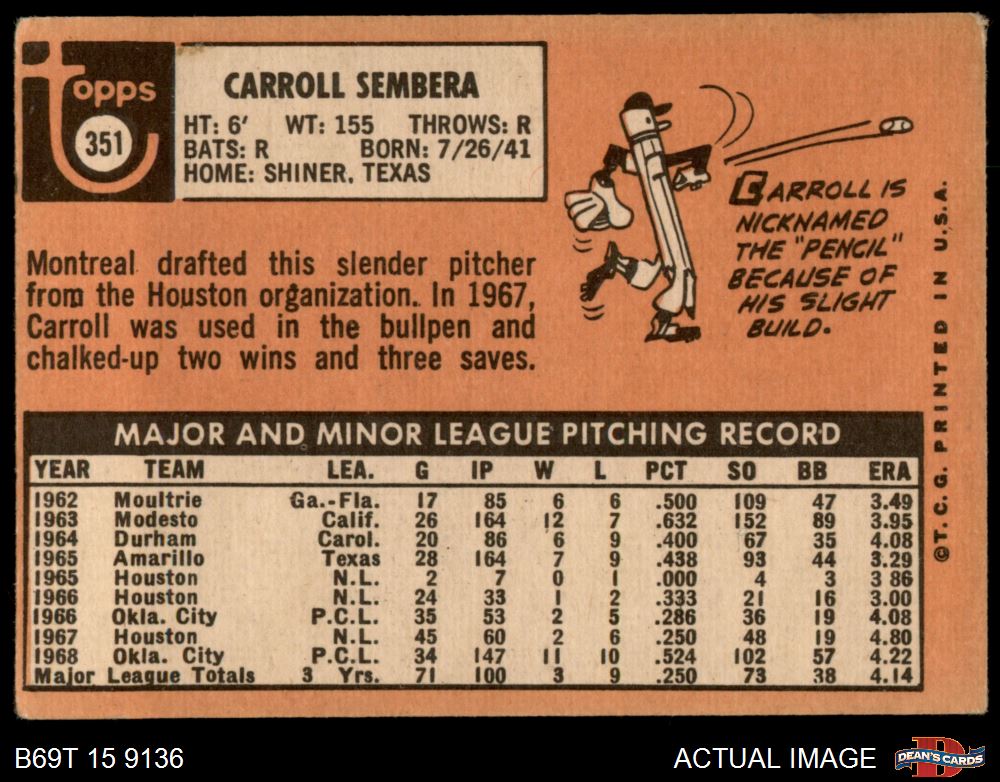 topps
351
CARROLL SEMBERA
HT: 6' WT: 155 THROWS: R
BATS: R BORN: 7/26/41
HOME: SHINER, TEXAS
Montreal drafted this slender pitcher
from the Houston organization. In 1967,
Carroll was used in the bullpen and
chalked-up two wins and three saves.
CARROLL IS
NICKNAMED
THE "PENCIL"
BECAUSE OF
HIS SLIGHT
BUILD.
©T. C. G. PRINTED IN U.S.A.
MAJOR AND MINOR LEAGUE PITCHING RECORD
YEAR TEAM LEA. G IP W L PCT SO BB ERA
1962 Moultrie Ga.-Fla. 17 85 6 6 .500 109 47 3.49
1963 Modesto Calif. 26 164 12 7 .632 152 89 3.95
1964 Durham Carol. 20 86 6 9 .400 67 35 4.08
1965 Amarillo Texas 28 164 7 9 .438 93 44 3.29
1965 Houston N.L. 2 7 0 1 .000 4 3 3 86
1966 Houston N.L. 24 33 1 2 .333 21 16 3.00
1966 Okla. City P.C.L. 35 53 2 5 .286 36 19 4.08
1967 Houston N.L. 45 60 2 6 .250 48 19 4.80
1968 Okla. City P.C.L. 34 147 11 10 .524 102 57 4.22
Major League Totals 3 Yrs. 71 100 3 9 .250 73 38 4.14
B69T 15 9136
ACTUAL IMAGE
D
DEAN'S CARDS